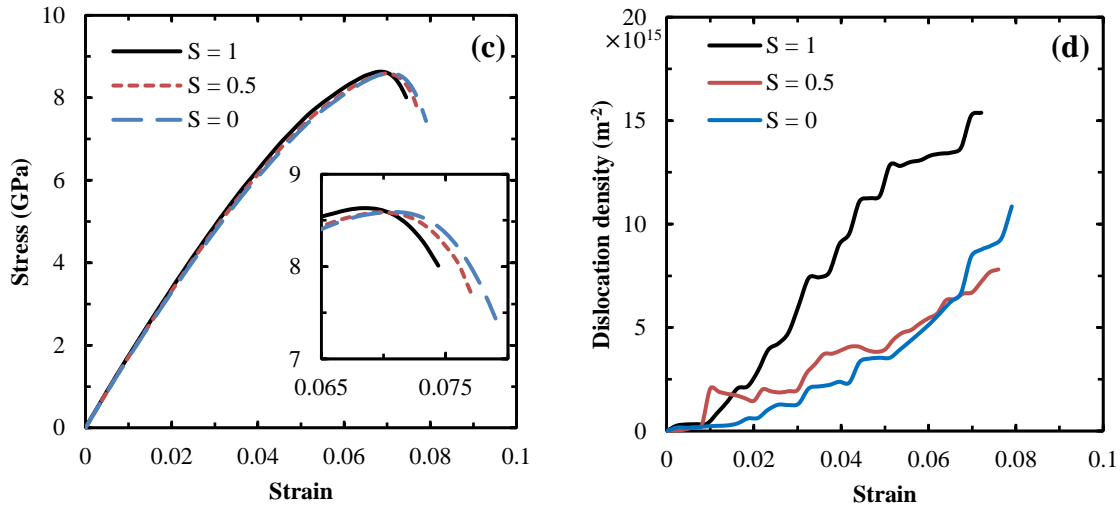 (c)
S = 1
S = 0.5
S = 0
Stress (GPa)
10
8
6
4
2
0
0
0.02
0.04
0.06
0.08
0.1
Strain
9
8
7
0.065
0.075
(d)
×10¹⁵
S = 1
S = 0.5
S = 0
Dislocation density (m⁻²)
20
15
10
5
0
0
0.02
0.04
0.06
0.08
0.1
Strain